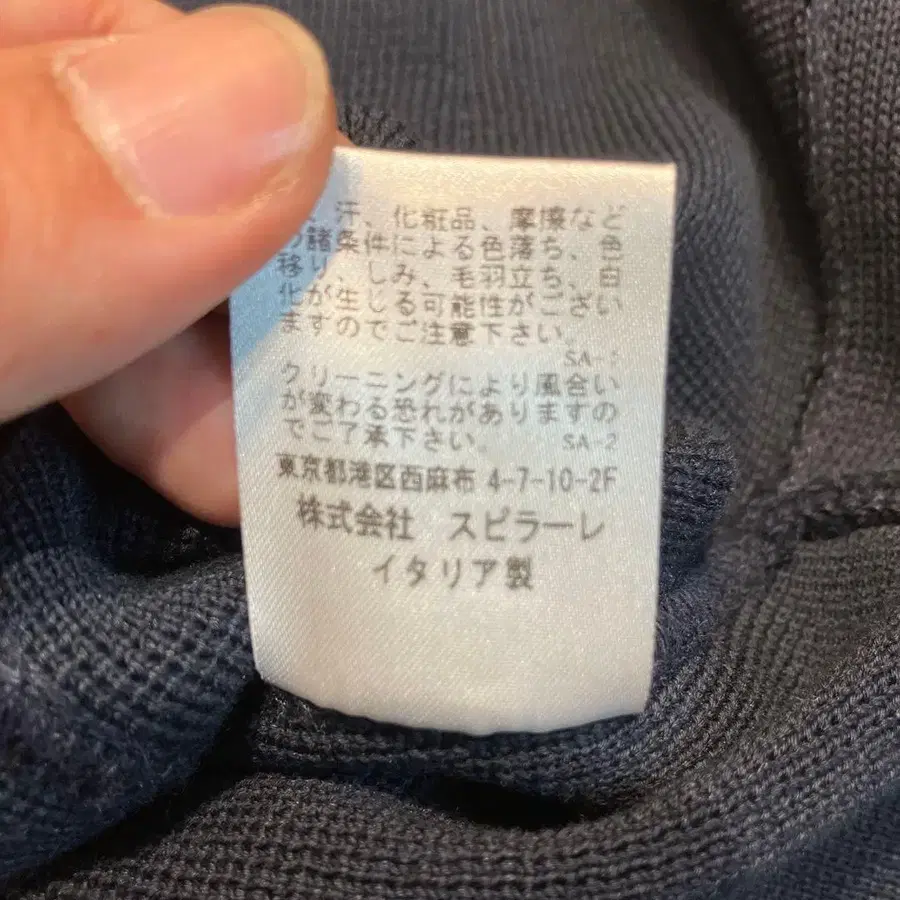 汗、化粧品、摩擦など
の諸条件による色落ち、色
移り、しみ、毛羽立ち、白
化が生じる可能性がござい
ますのでご注意下さい。
SA-1
クリーニングにより風合い
が変わる恐れがありますの
でご了承下さい。 SA-2
東京都港区西麻布 4-7-10-2F
株式会社 スピラーレ
イタリア製